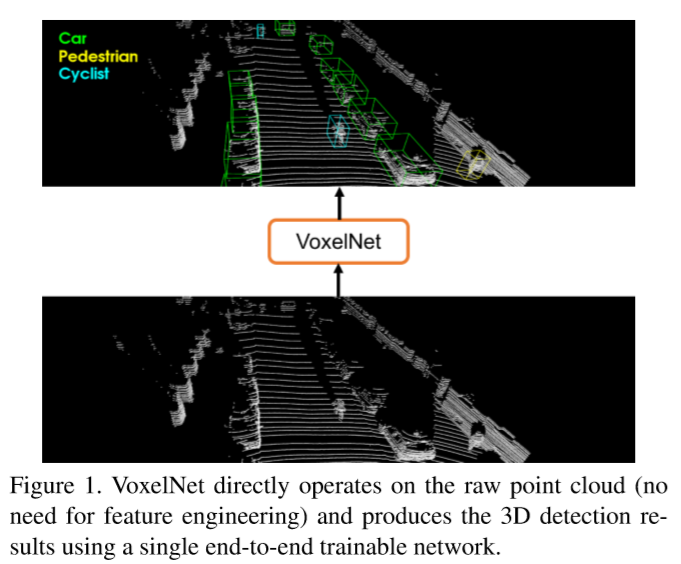 Car
Pedestrian
Cyclist
VoxelNet
Figure 1. VoxelNet directly operates on the raw point cloud (no
need for feature engineering) and produces the 3D detection re-
sults using a single end-to-end trainable network.